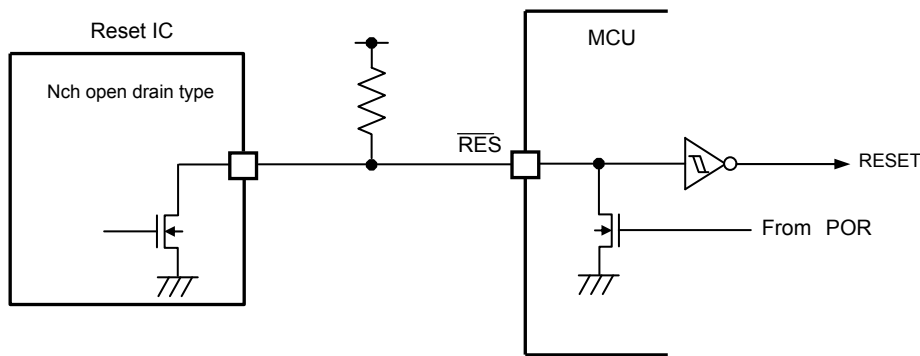 Reset IC
Nch open drain type
RES
MCU
RESET
From POR